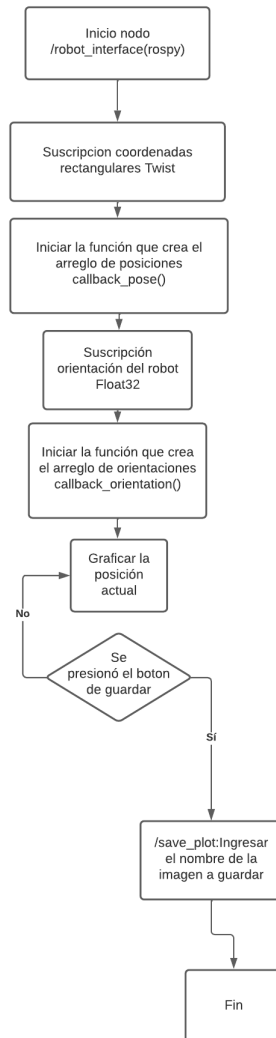 Inicio nodo
/robot_interface(rospy)
Suscripcion coordenadas
rectangulares Twist
Iniciar la función que crea el
arreglo de posiciones
callback_pose()
Suscripción
orientación del robot
Float32
Iniciar la función que crea
el arreglo de orientaciones
callback_orientation()
Graficar la
posición
actual
No
Se
presionó el boton
de guardar
Sí
/save_plot:Ingresar
el nombre de la
imagen a guardar
Fin